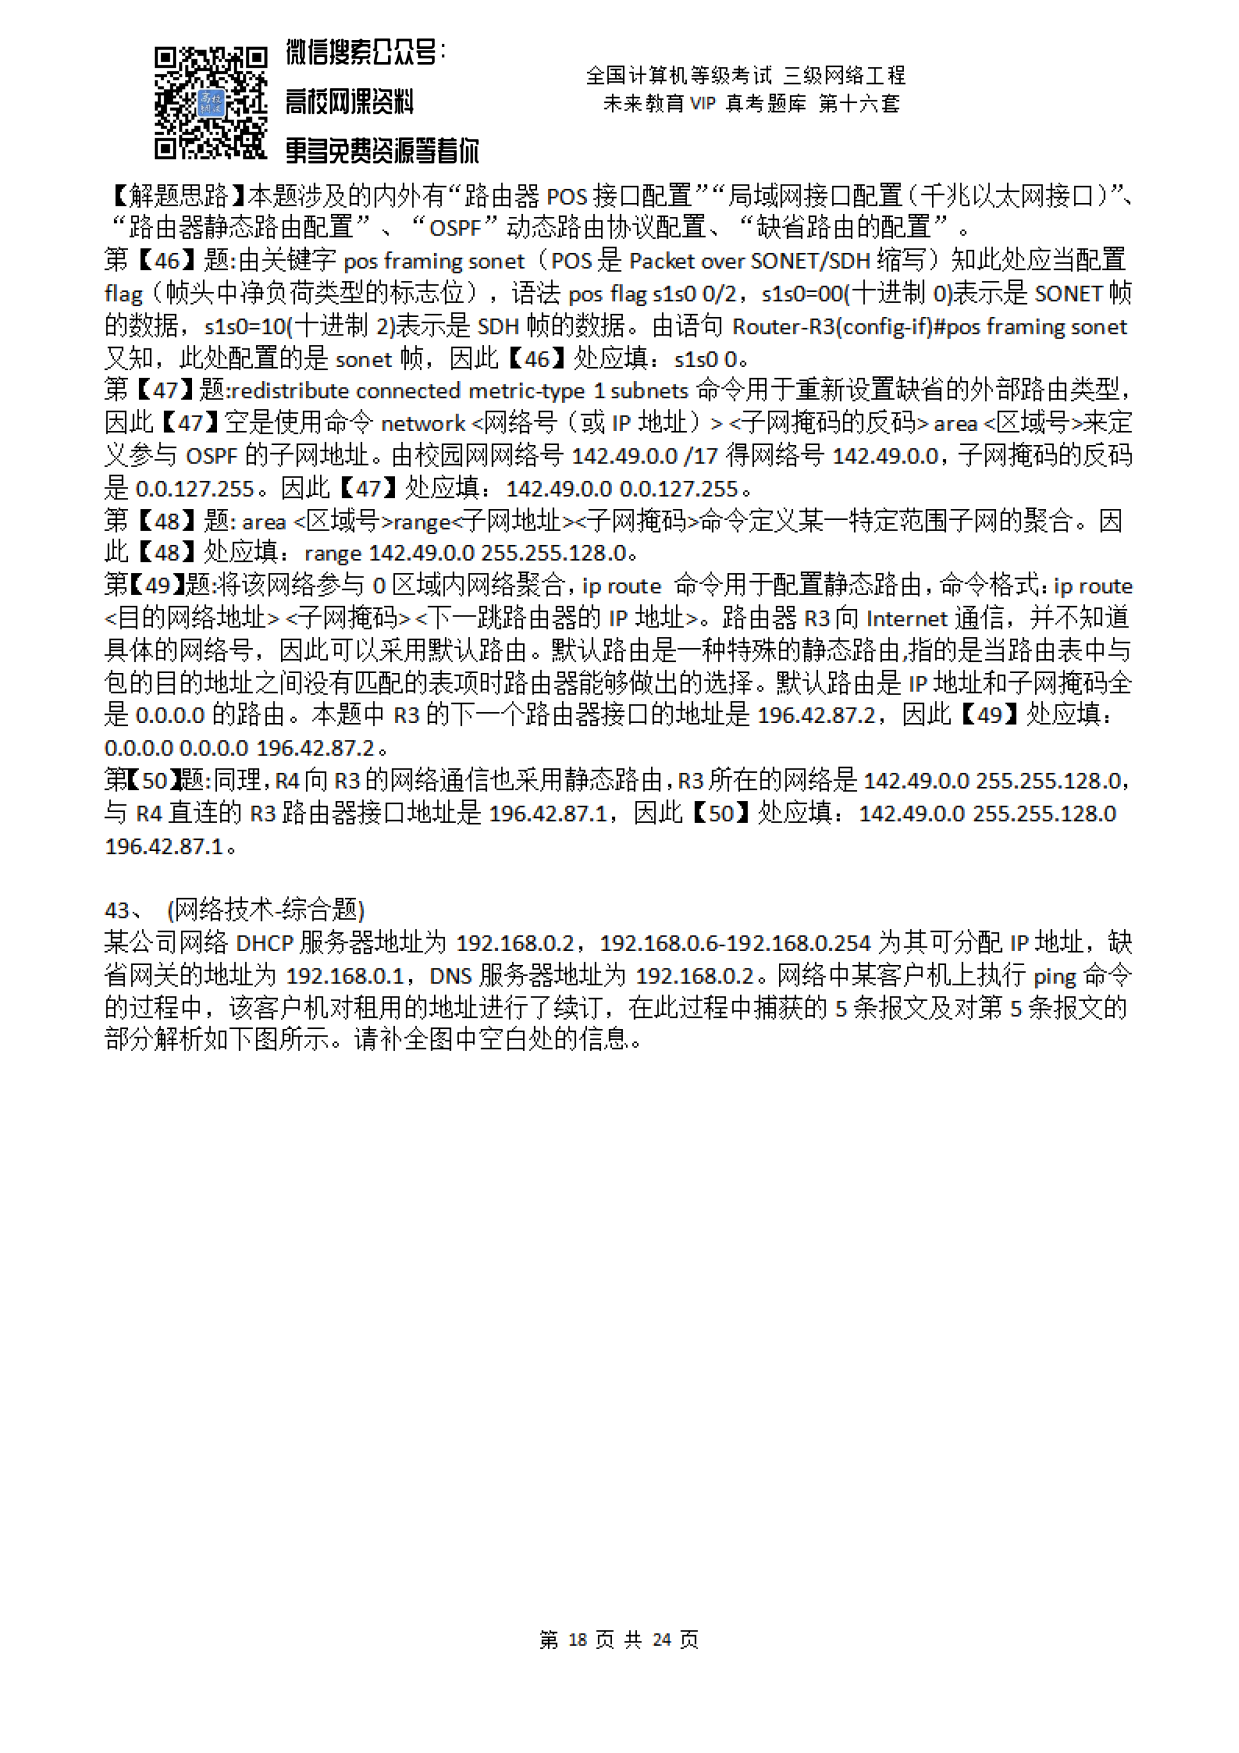 微信搜索公众号：
高校网课资料
更多免费资源等着你
高校
网课
全国计算机等级考试 三级网络工程
未来教育 VIP 真考题库 第十六套
【解题思路】本题涉及的内外有“路由器 POS 接口配置”“局域网接口配置（千兆以太网接口）”、
“路由器静态路由配置”、“OSPF”动态路由协议配置、“缺省路由的配置”。
第【46】题:由关键字 pos framing sonet（POS 是 Packet over SONET/SDH 缩写）知此处应当配置
flag（帧头中净负荷类型的标志位），语法 pos flag s1s0 0/2，s1s0=00(十进制 0)表示是 SONET 帧
的数据，s1s0=10(十进制 2)表示是 SDH 帧的数据。由语句 Router-R3(config-if)#pos framing sonet
又知，此处配置的是 sonet 帧，因此【46】处应填：s1s0 0。
第【47】题:redistribute connected metric-type 1 subnets 命令用于重新设置缺省的外部路由类型，
因此【47】空是使用命令 network <网络号（或 IP 地址）> <子网掩码的反码> area <区域号>来定
义参与 OSPF 的子网地址。由校园网网络号 142.49.0.0 /17 得网络号 142.49.0.0，子网掩码的反码
是 0.0.127.255。因此【47】处应填：142.49.0.0 0.0.127.255。
第【48】题: area <区域号>range<子网地址><子网掩码>命令定义某一特定范围子网的聚合。因
此【48】处应填：range 142.49.0.0 255.255.128.0。
第【49】题:将该网络参与 0 区域内网络聚合，ip route 命令用于配置静态路由，命令格式：ip route
<目的网络地址> <子网掩码> <下一跳路由器的 IP 地址>。路由器 R3 向 Internet 通信，并不知道
具体的网络号，因此可以采用默认路由。默认路由是一种特殊的静态路由,指的是当路由表中与
包的目的地址之间没有匹配的表项时路由器能够做出的选择。默认路由是 IP 地址和子网掩码全
是 0.0.0.0 的路由。本题中 R3 的下一个路由器接口的地址是 196.42.87.2，因此【49】处应填：
0.0.0.0 0.0.0.0 196.42.87.2。
第【50】题:同理，R4 向 R3 的网络通信也采用静态路由，R3 所在的网络是 142.49.0.0 255.255.128.0，
与 R4 直连的 R3 路由器接口地址是 196.42.87.1，因此【50】处应填：142.49.0.0 255.255.128.0
196.42.87.1。
43、 (网络技术-综合题)
某公司网络 DHCP 服务器地址为 192.168.0.2，192.168.0.6-192.168.0.254 为其可分配 IP 地址，缺
省网关的地址为 192.168.0.1，DNS 服务器地址为 192.168.0.2。网络中某客户机上执行 ping 命令
的过程中，该客户机对租用的地址进行了续订，在此过程中捕获的 5 条报文及对第 5 条报文的
部分解析如下图所示。请补全图中空白处的信息。
第 18 页 共 24 页